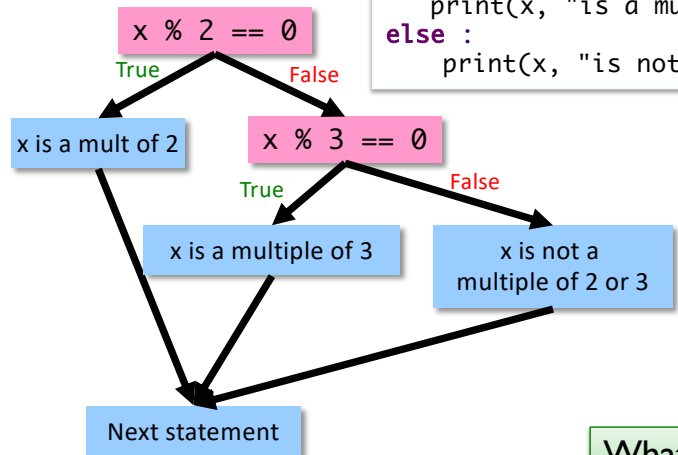 print(x, "is a mu
else :
print(x, "is not
x % 2 == 0
True
False
x is a mult of 2
x % 3 == 0
True
False
x is a multiple of 3
x is not a
multiple of 2 or 3
Next statement
What